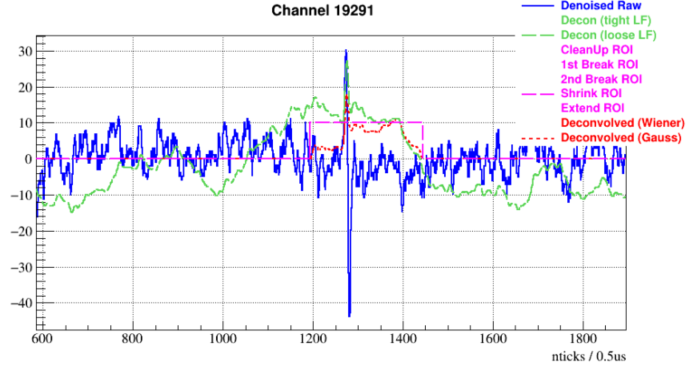 Channel 19291
Denoised Raw
Decon (tight LF)
Decon (loose LF)
CleanUp ROI
1st Break ROI
2nd Break ROI
Shrink ROI
Extend ROI
Deconvolved (Wiener)
Deconvolved (Gauss)
30
20
10
0
−10
−20
−30
−40
600 800 1000 1200 1400 1600 1800
nticks / 0.5us